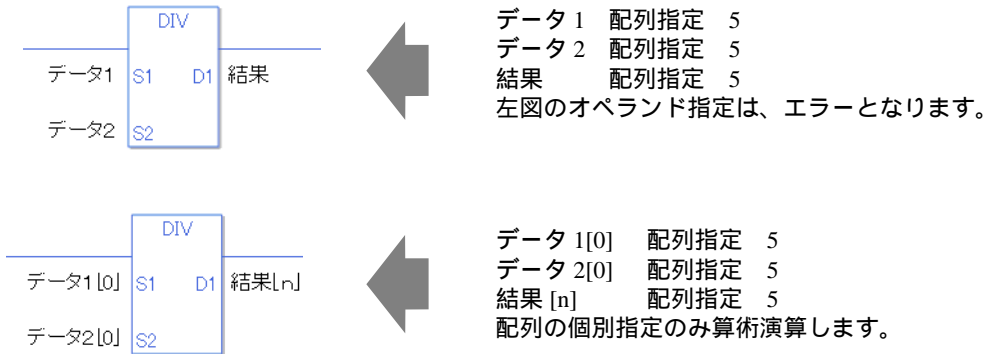 DIV
データ1 S1 D1 結果
データ2 S2
データ 1 配列指定 5
データ 2 配列指定 5
結果 配列指定 5
左図のオペランド指定は、エラーとなります。
DIV
データ1[0] S1 D1 結果[n]
データ2[0] S2
データ 1[0] 配列指定 5
データ 2[0] 配列指定 5
結果 [n] 配列指定 5
配列の個別指定のみ算術演算します。